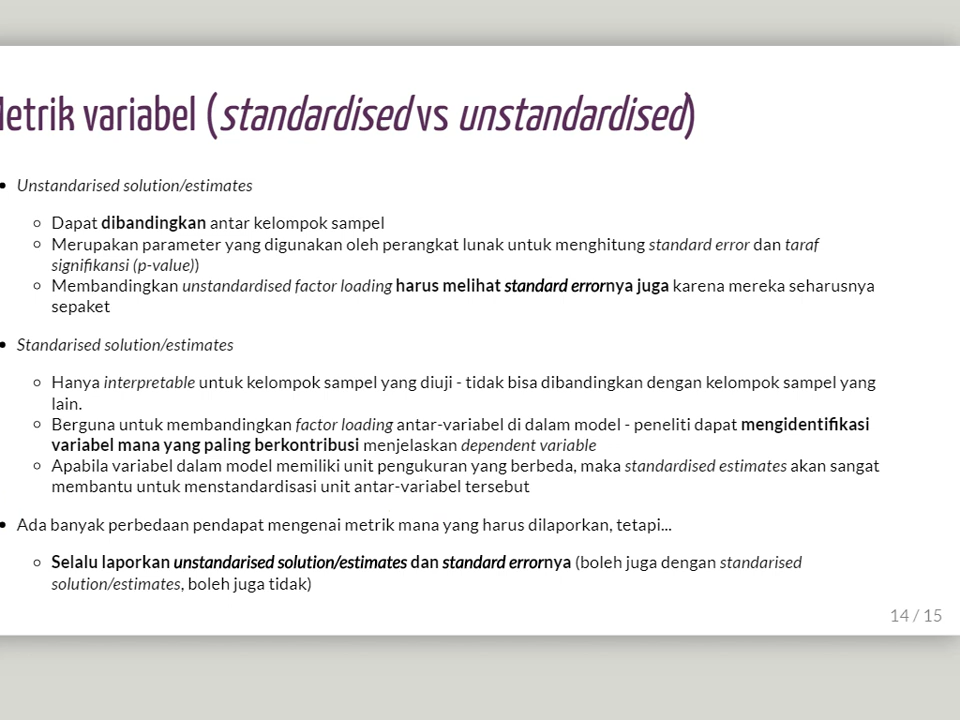 etrik variabel (standardised vs unstandardised)
• Unstandarised solution/estimates
◦ Dapat dibandingkan antar kelompok sampel
◦ Merupakan parameter yang digunakan oleh perangkat lunak untuk menghitung standard error dan taraf
signifikansi (p-value))
◦ Membandingkan unstandardised factor loading harus melihat standard errornya juga karena mereka seharusnya
sepaket
• Standarised solution/estimates
◦ Hanya interpretable untuk kelompok sampel yang diuji - tidak bisa dibandingkan dengan kelompok sampel yang
lain.
◦ Berguna untuk membandingkan factor loading antar-variabel di dalam model - peneliti dapat mengidentifikasi
variabel mana yang paling berkontribusi menjelaskan dependent variable
◦ Apabila variabel dalam model memiliki unit pengukuran yang berbeda, maka standardised estimates akan sangat
membantu untuk menstandardisasi unit antar-variabel tersebut
• Ada banyak perbedaan pendapat mengenai metrik mana yang harus dilaporkan, tetapi...
◦ Selalu laporkan unstandarised solution/estimates dan standard errornya (boleh juga dengan standarised
solution/estimates, boleh juga tidak)
14 / 15